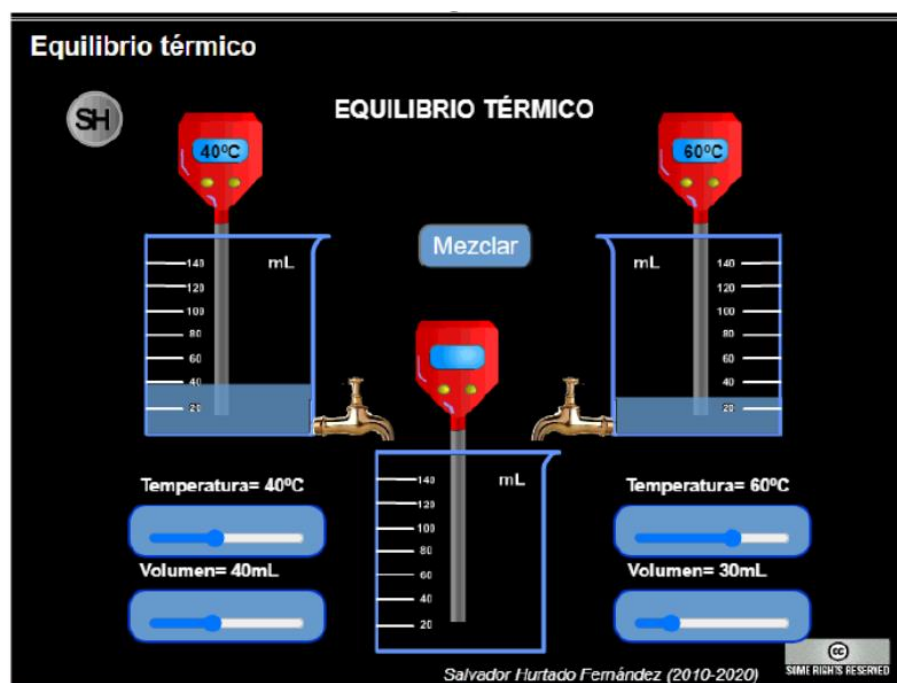 Equilibrio térmico
SH
EQUILIBRIO TÉRMICO
40ºC
60ºC
Mezclar
mL
140
120
100
80
60
40
20
mL
140
120
100
80
60
40
20
mL
140
120
100
80
60
40
20
Temperatura= 40ºC
Volumen= 40mL
Temperatura= 60ºC
Volumen= 30mL
Salvador Hurtado Fernández (2010-2020)
cc
SOME RIGHTS RESERVED